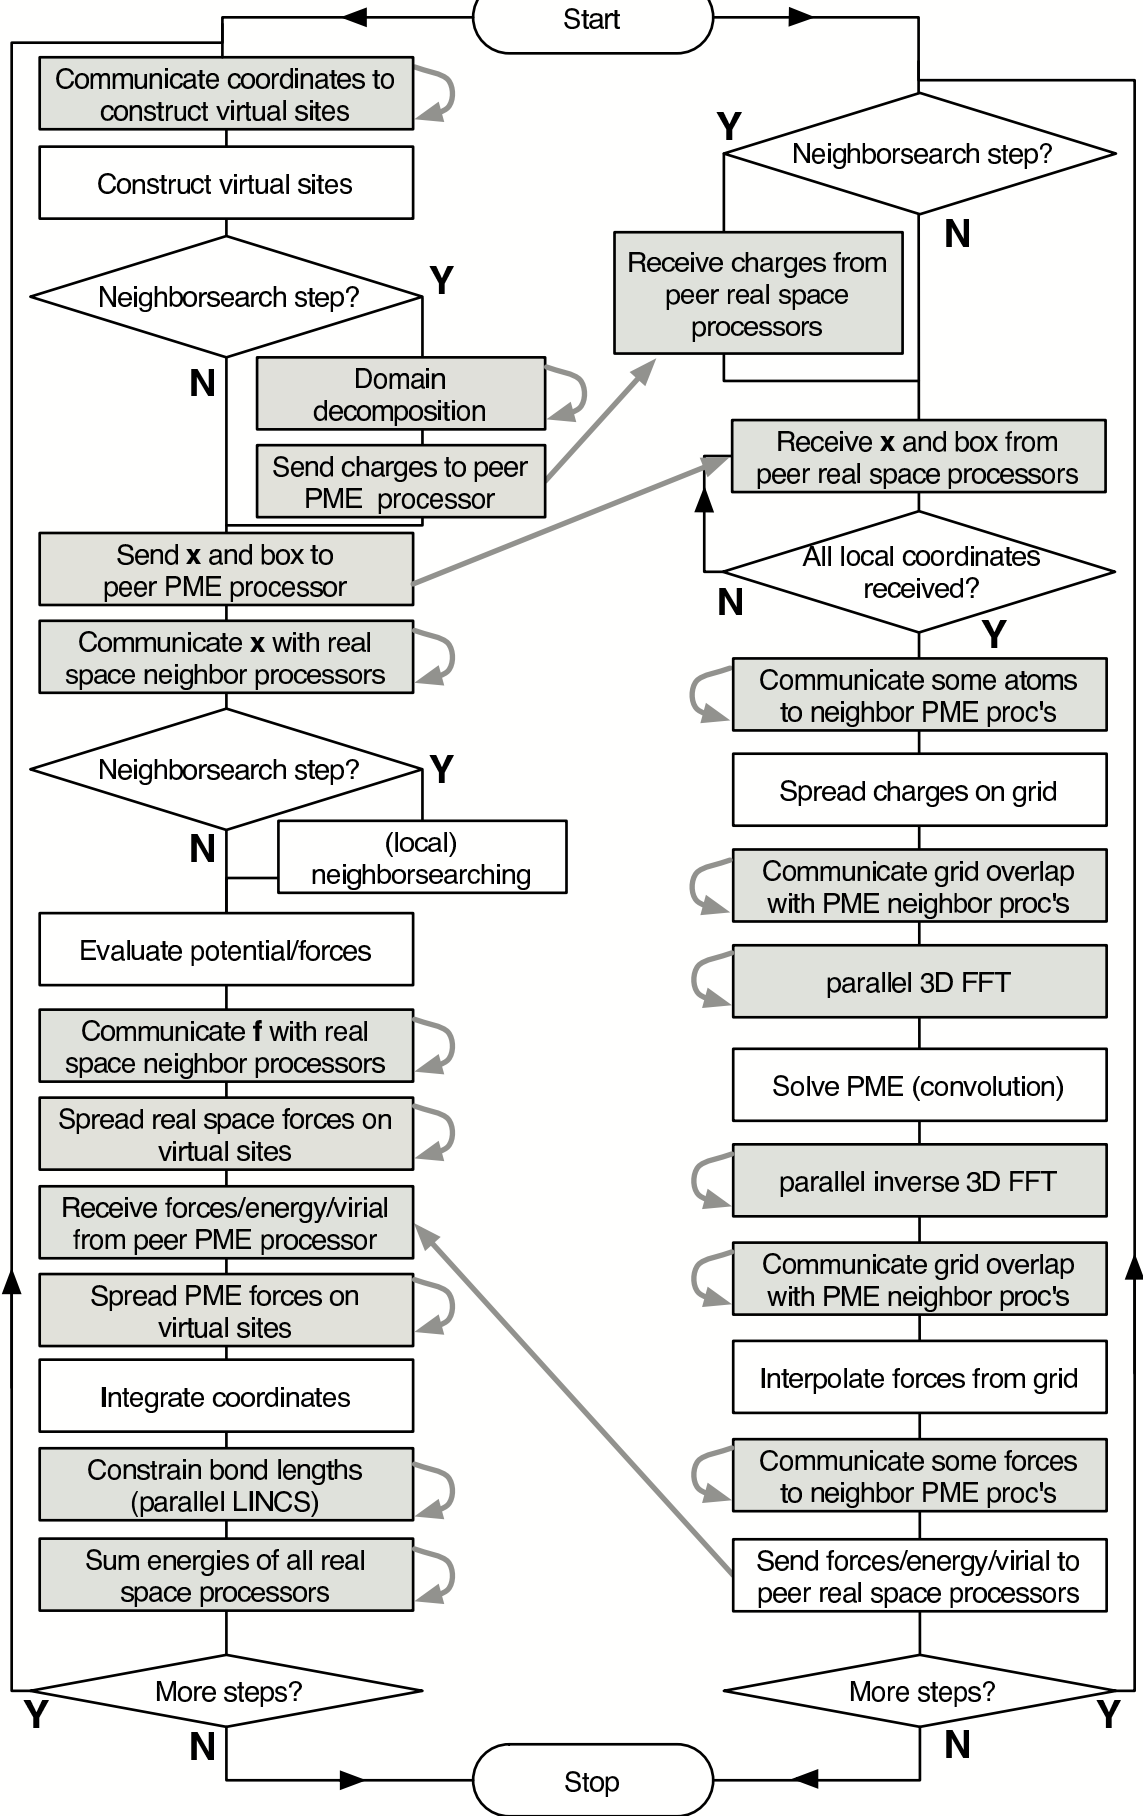 Start
Communicate coordinates to
construct virtual sites
Construct virtual sites
Neighborsearch step?
Y
N
Domain
decomposition
Send charges to peer
PME processor
Send x and box to
peer PME processor
Communicate x with real
space neighbor processors
Neighborsearch step?
Y
N
(local)
neighborsearching
Evaluate potential/forces
Communicate f with real
space neighbor processors
Spread real space forces on
virtual sites
Receive forces/energy/virial
from peer PME processor
Spread PME forces on
virtual sites
Integrate coordinates
Constrain bond lengths
(parallel LINCS)
Sum energies of all real
space processors
More steps?
Y
N
Y
Neighborsearch step?
N
Receive charges from
peer real space
processors
Receive x and box from
peer real space processors
All local coordinates
received?
N
Y
Communicate some atoms
to neighbor PME proc's
Spread charges on grid
Communicate grid overlap
with PME neighbor proc's
parallel 3D FFT
Solve PME (convolution)
parallel inverse 3D FFT
Communicate grid overlap
with PME neighbor proc's
Interpolate forces from grid
Communicate some forces
to neighbor PME proc's
Send forces/energy/virial to
peer real space processors
More steps?
Y
N
Stop